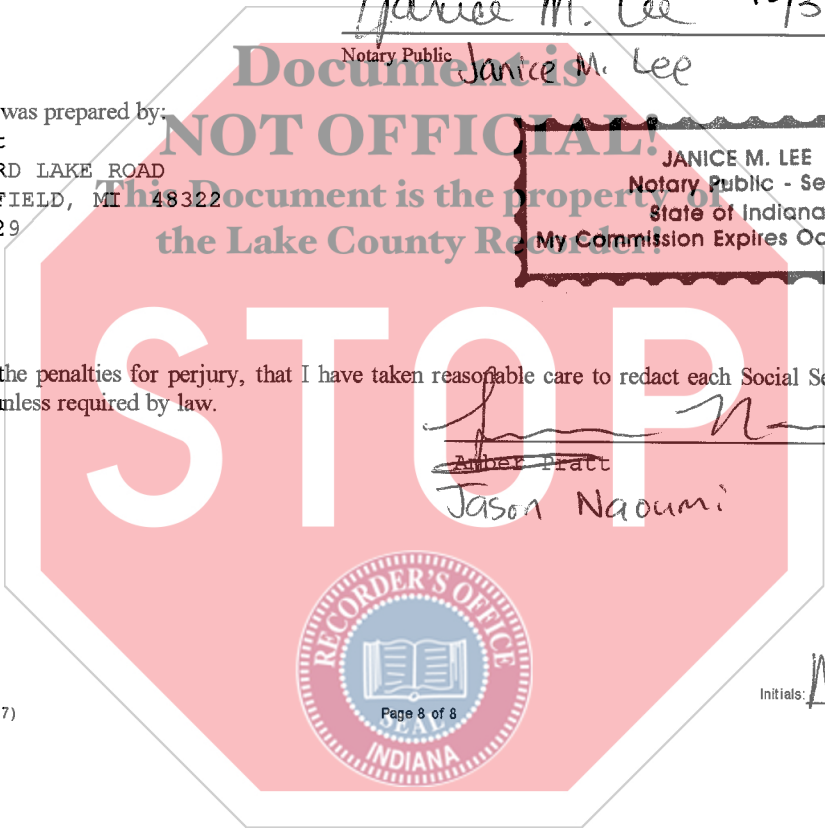 Janice M. Lee
Notary Public Janice M. Lee
Document is
NOT OFFICIAL!
This Document is the property of
the Lake County Recorder!
was prepared by:
RD LAKE ROAD
FIELD, MI 48322
29
JANICE M. LEE
Notary Public - Se
State of Indiana
My Commission Expires Oc
STOP
the penalties for perjury, that I have taken reasonable care to redact each Social Se
nless required by law.
Amber Pratt
Jason Naoumi
RECORDER'S OFFICE
SEAL
INDIANA
Initials:
7)
Page 8 of 8